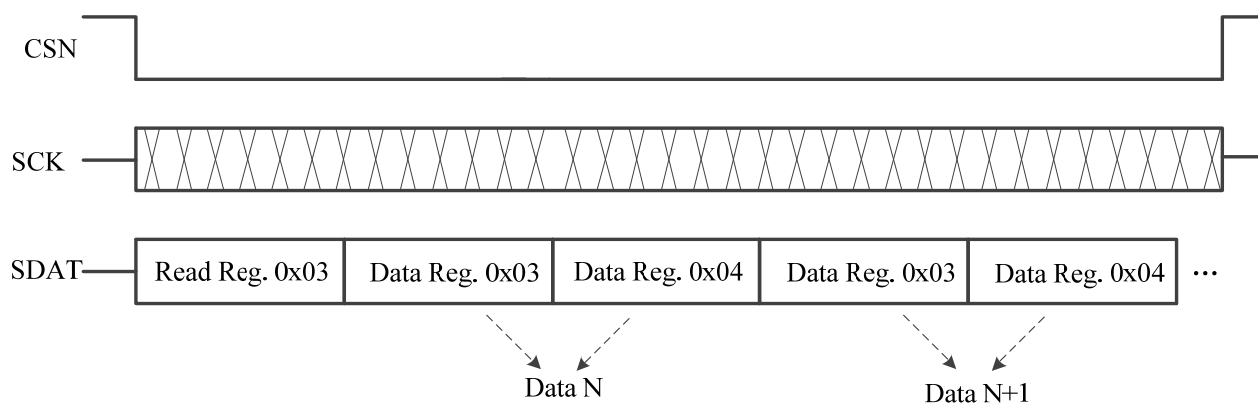 CSN
SCK
SDAT
Read Reg. 0x03 Data Reg. 0x03 Data Reg. 0x04 Data Reg. 0x03 Data Reg. 0x04 ...
Data N Data N+1